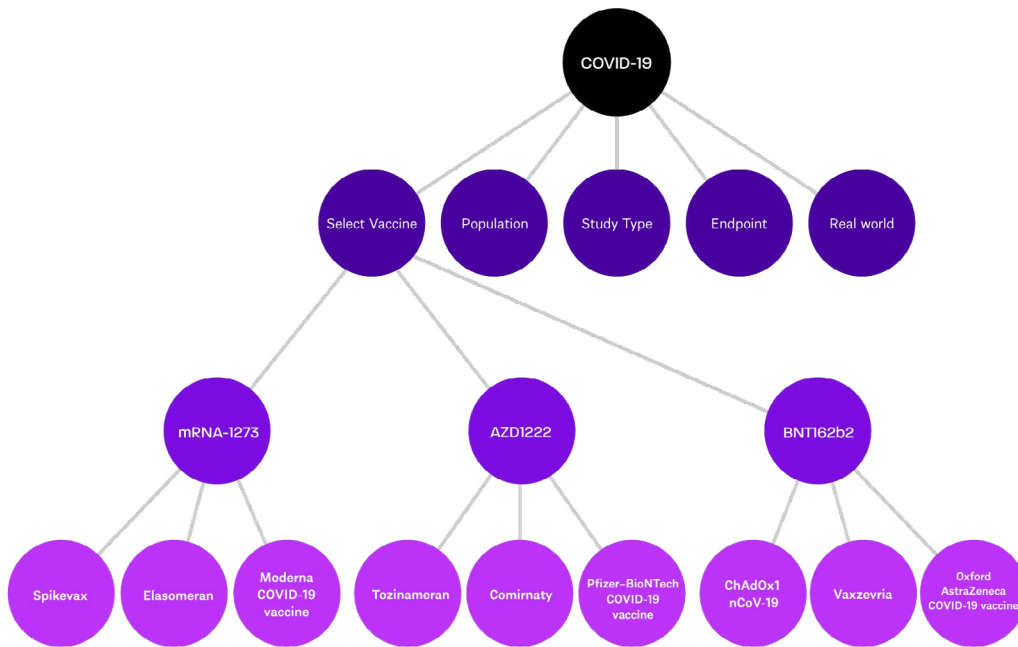 COVID-19
Select Vaccine
Population
Study Type
Endpoint
Real world
mRNA-1273
AZD1222
BNT162b2
Spikevax
Elasomeran
Moderna
COVID-19
vaccine
Tozinameran
Comirnaty
Pfizer-BioNTech
COVID-19
vaccine
ChAdOx1
nCoV-19
Vaxzevria
Oxford
AstraZeneca
COVID-19 vaccine